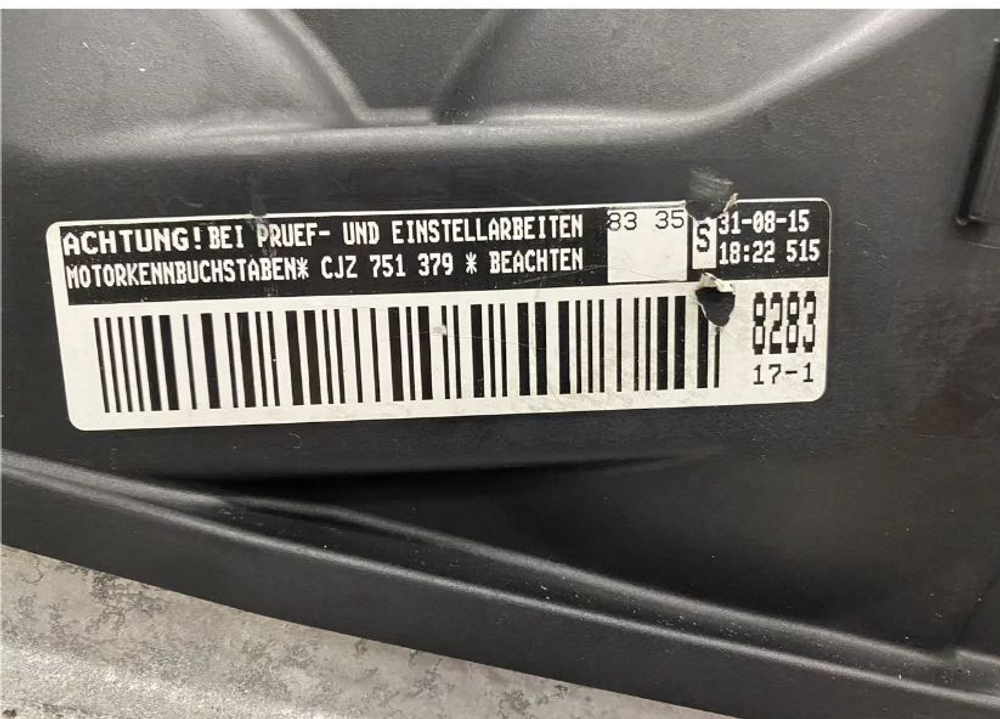 ACHTUNG! BEI PRUEF- UND EINSTELLARBEITEN
MOTORKENNBUCHSTABEN* CJZ 751 379 * BEACHTEN
83 35
S
31-08-15
18:22 515
8283
17-1